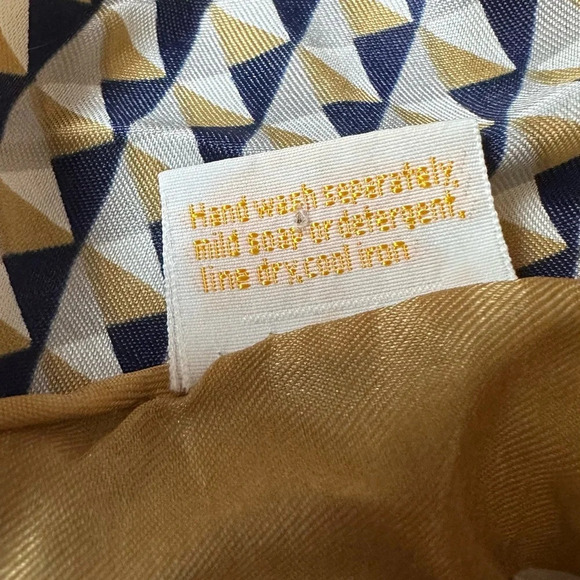 Hand wash separately,
mild soap or detergent,
line dry,cool iron